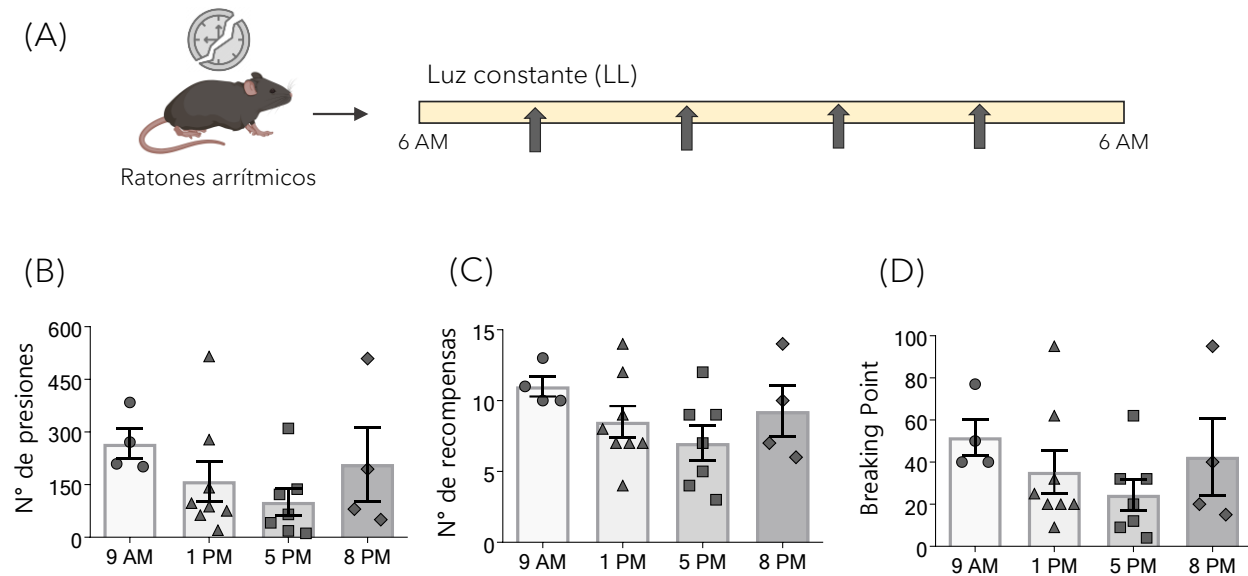 (A)
Luz constante (LL)
6 AM
6 AM
Ratones arrítmicos
(B)
N° de presiones
600
450
300
150
0
9 AM
1 PM
5 PM
8 PM
(C)
N° de recompensas
15
10
5
0
9 AM
1 PM
5 PM
8 PM
(D)
Breaking Point
100
80
60
40
20
0
9 AM
1 PM
5 PM
8 PM